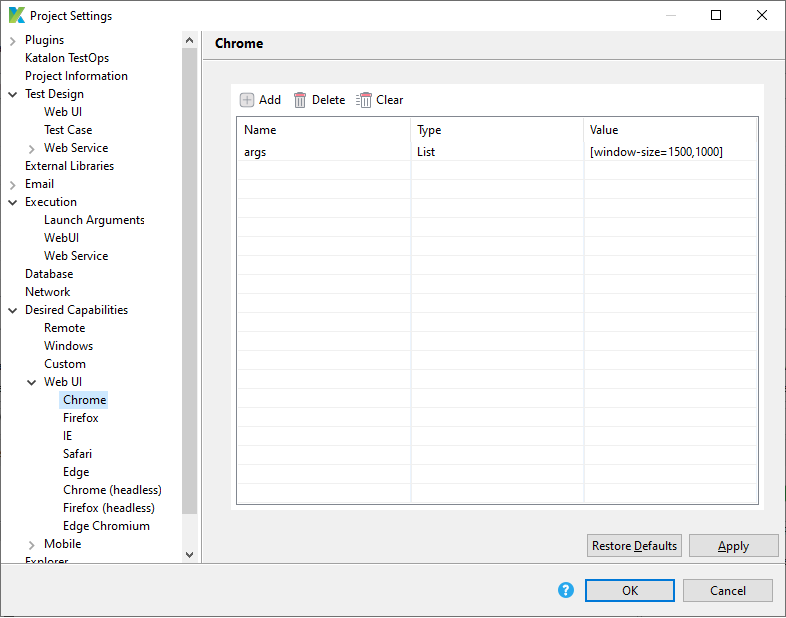 Project Settings
Plugins
Katalon TestOps
Project Information
Test Design
Web UI
Test Case
Web Service
External Libraries
Email
Execution
Launch Arguments
WebUI
Web Service
Database
Network
Desired Capabilities
Remote
Windows
Custom
Web UI
Chrome
Firefox
IE
Safari
Edge
Chrome (headless)
Firefox (headless)
Edge Chromium
Mobile
Explorer
Chrome
Add Delete Clear
Name Type Value
args List [window-size=1500,1000]
Restore Defaults Apply
? OK Cancel